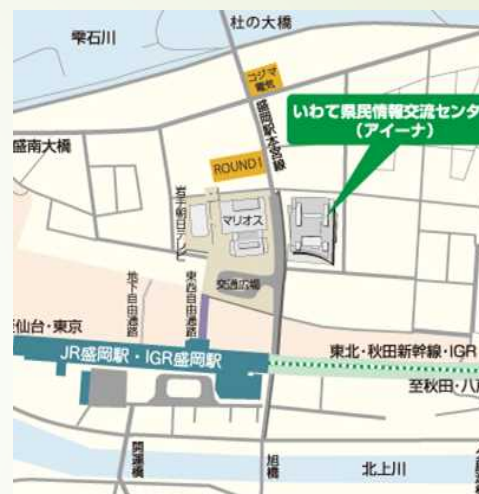 雫石川
杜の大橋
コジマ
電気
盛岡駅本宮線
いわて県民情報交流センタ
（アイーナ）
盛南大橋
ROUND1
岩手朝日テレビ
マリオス
交通広場
地下自由通路
東西自由通路
仙台・東京
JR盛岡駅・IGR盛岡駅
東北・秋田新幹線・IGR
至秋田・八
開運橋
旭橋
北上川